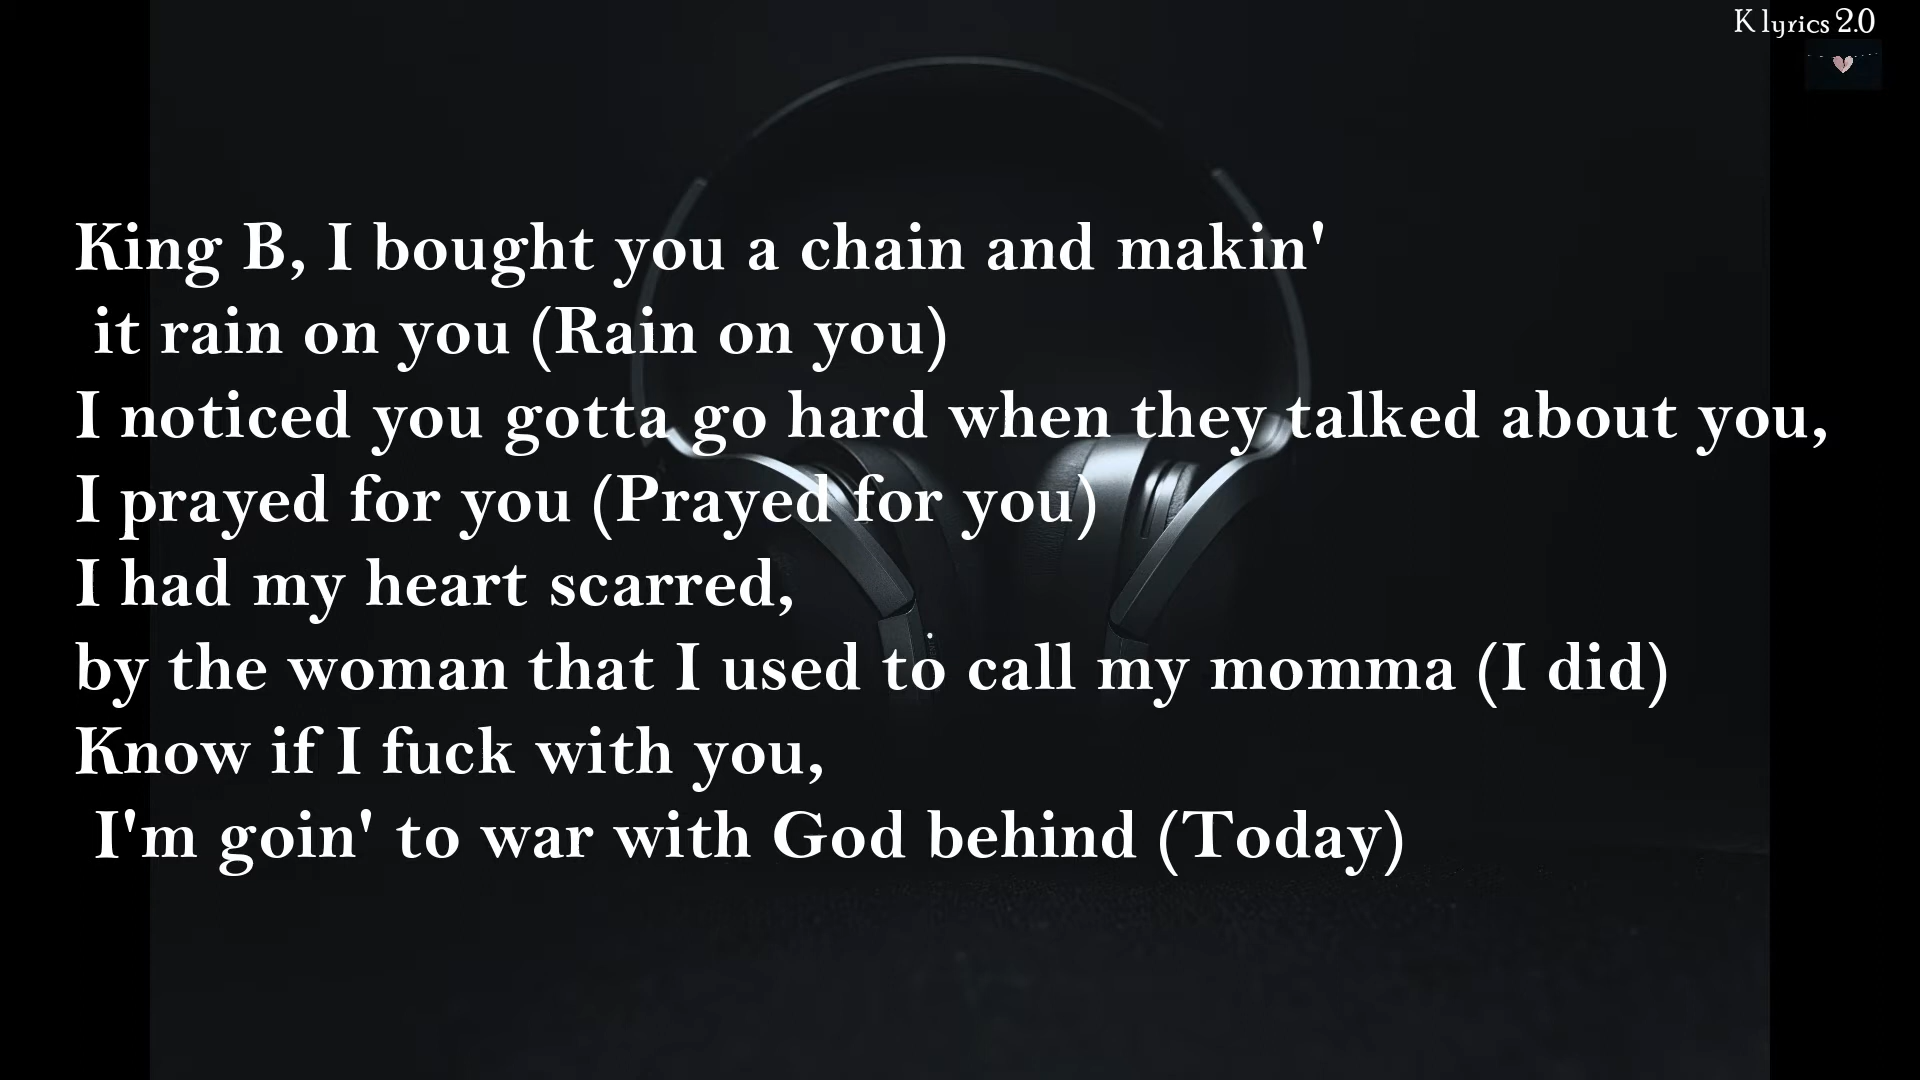 K lyrics 2.0
King B, I bought you a chain and makin'
it rain on you (Rain on you)
I noticed you gotta go hard when they talked about you,
I prayed for you (Prayed for you)
I had my heart scarred,
by the woman that I used to call my momma (I did)
Know if I fuck with you,
I'm goin' to war with God behind (Today)